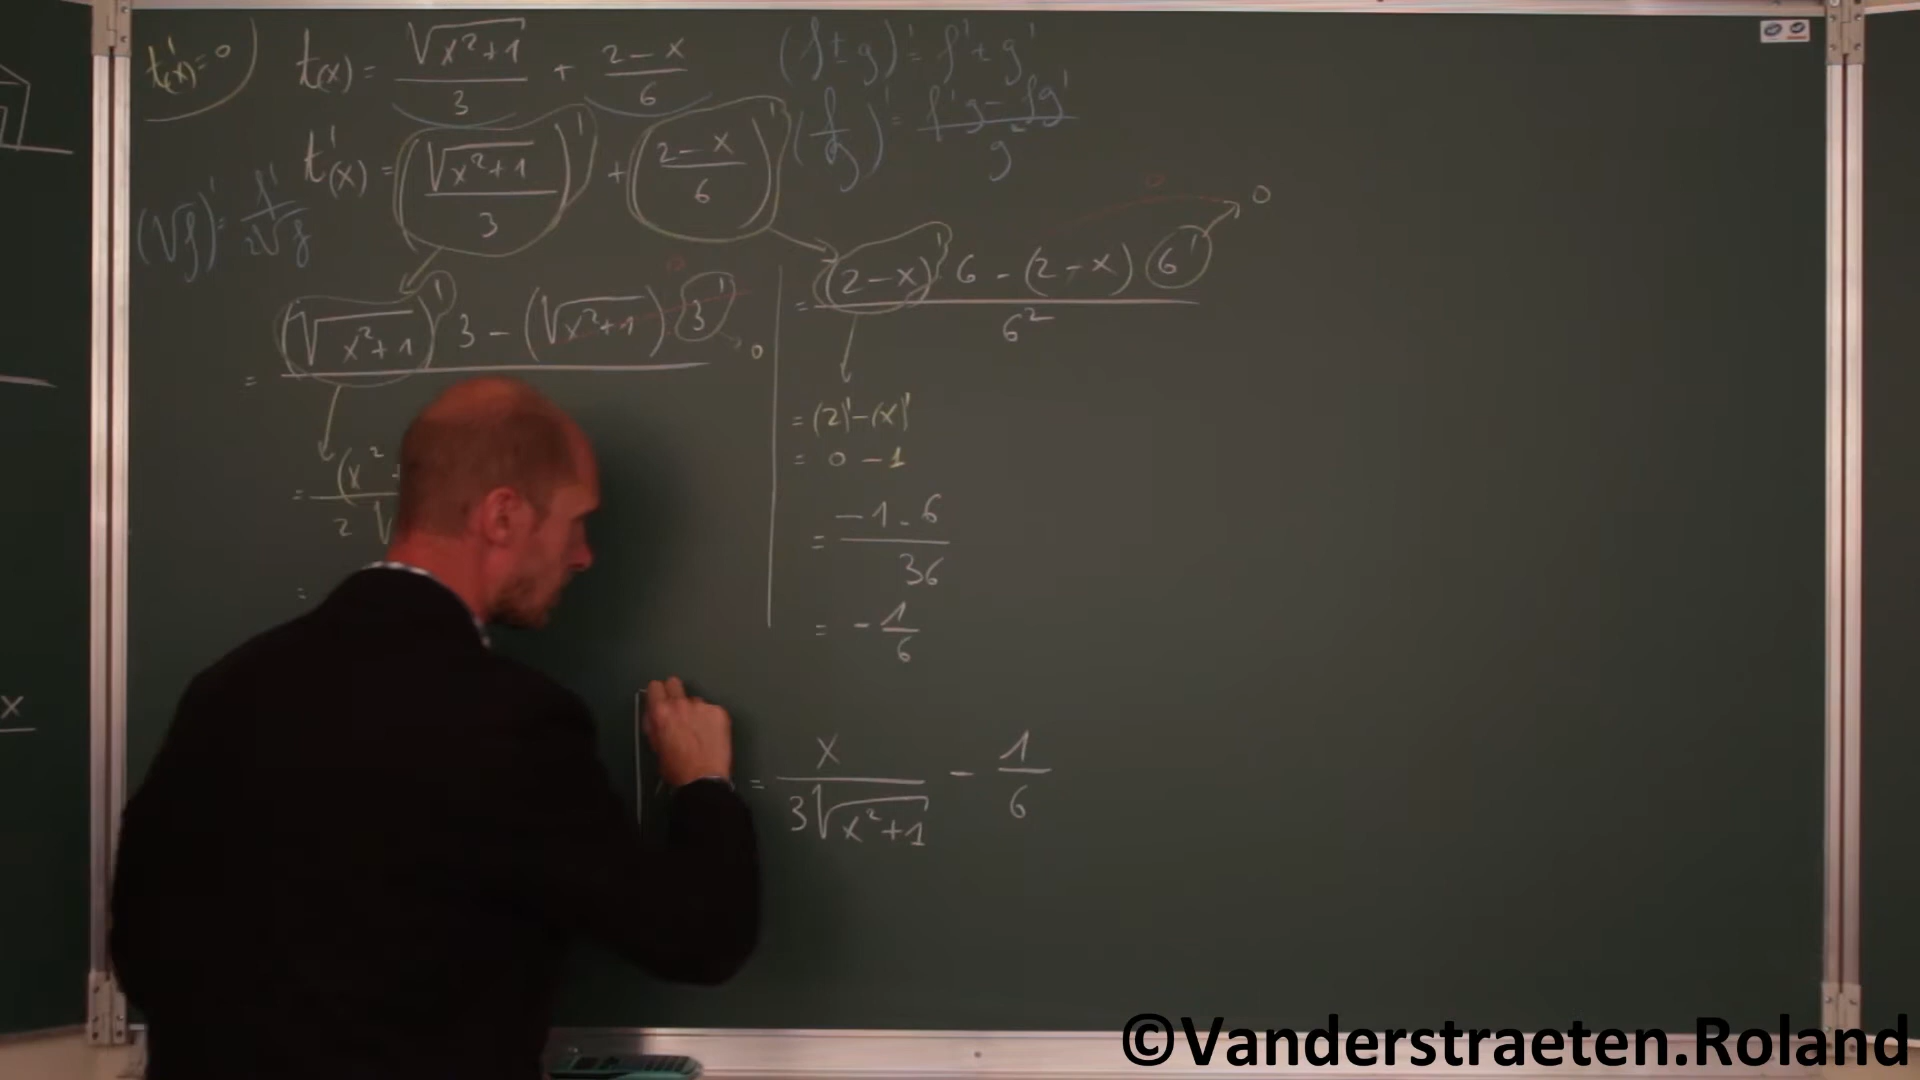 t'(x) = 0
t(x) = √(x²+1)/3 + (2-x)/6
(f ± g)' = f' ± g'
t'(x) = (√(x²+1)/3)' + ((2-x)/6)'
(f/g)' = (f'g - fg')/g²
(√f)' = f'/(2√f)
= ((√(x²+1))' 3 - (√(x²+1)) 3')/
0
= ((2-x)' 6 - (2-x) 6')/6²
0
= (2)' - (x)'
= 0 - 1
= (-1 . 6)/36
= - 1/6
= (x²+
2 √
=
= x/(3√(x²+1)) - 1/6
x
©Vanderstraeten.Roland